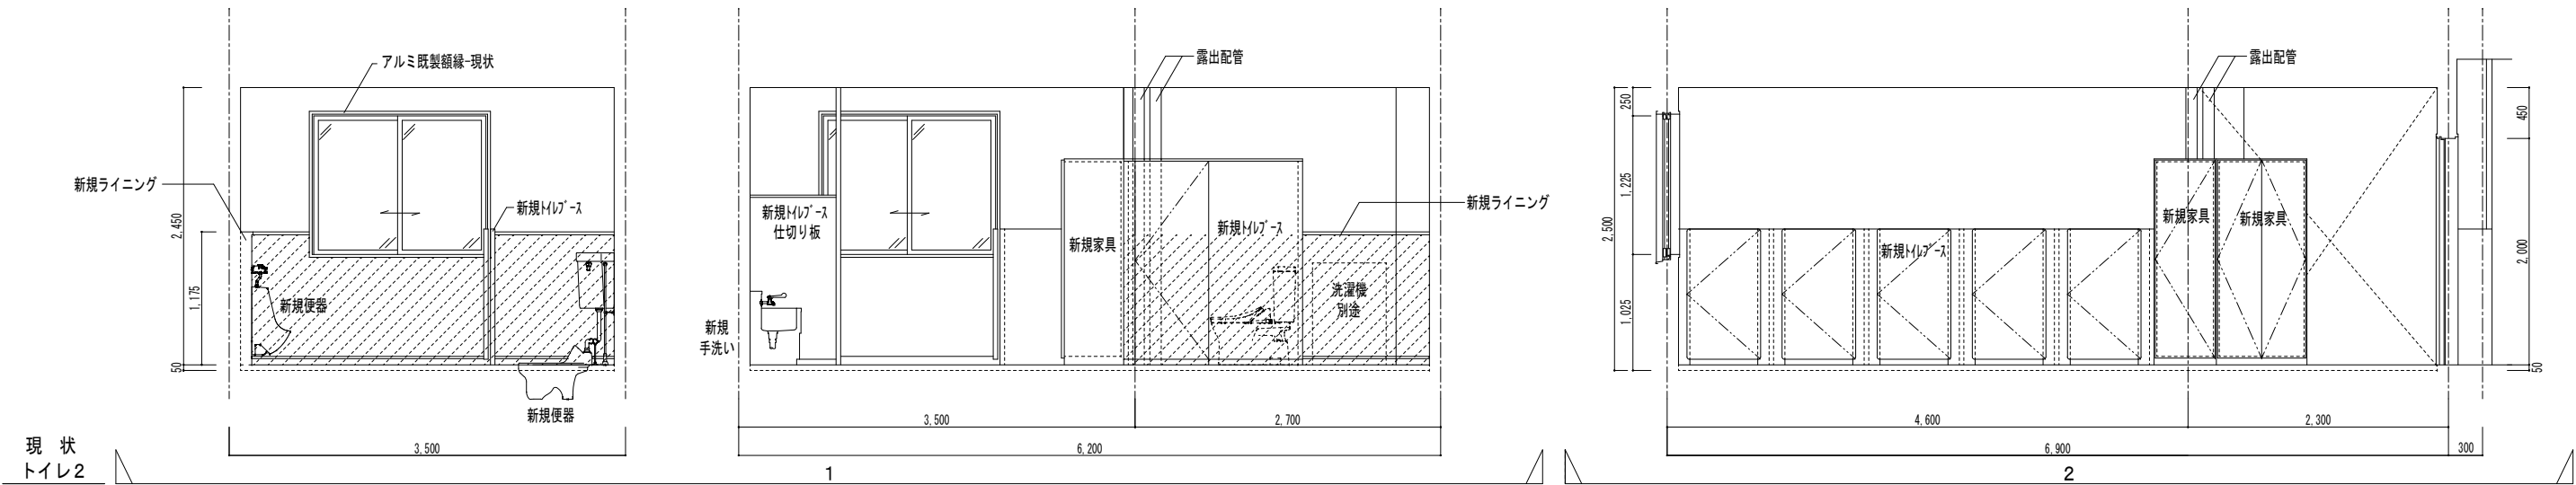 アルミ既製額縁-現状
新規ライニング
新規トイレブース
新規便器
新規便器
2,450
1,175
50
3,500
露出配管
新規トイレブース
仕切り板
新規家具
新規トイレブース
新規ライニング
洗濯機
別途
新規
手洗い
3,500
2,700
6,200
露出配管
250
1,225
2,500
1,025
新規トイレブース
新規家具
新規家具
450
2,000
50
4,600
2,300
6,900
300
現 状
トイレ2
1
2